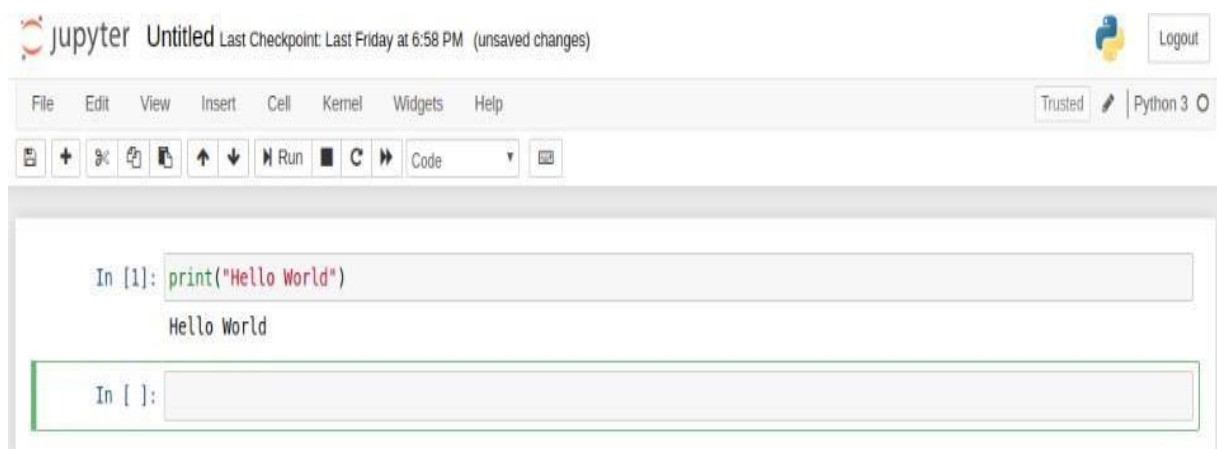 jupyter Untitled Last Checkpoint: Last Friday at 6:58 PM (unsaved changes) Logout
File Edit View Insert Cell Kernel Widgets Help Trusted Python 3
Run Code
In [1]: print("Hello World")
Hello World
In [ ]: